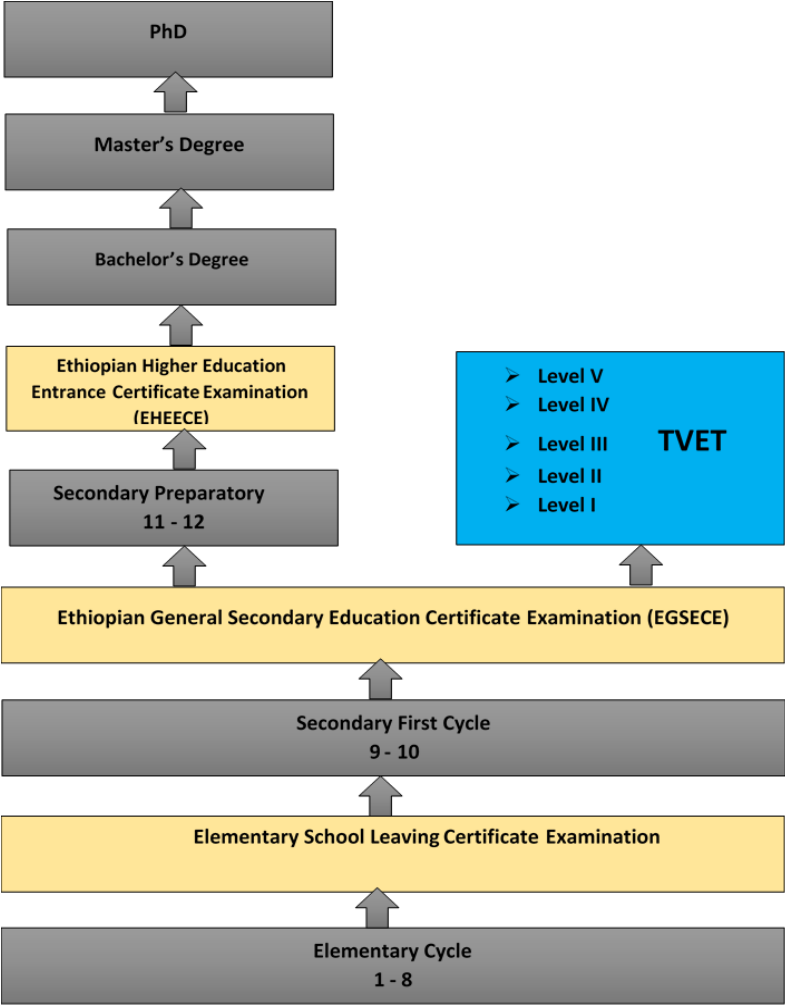 PhD
Master's Degree
Bachelor's Degree
Ethiopian Higher Education
Entrance Certificate Examination
(EHEECE)
Secondary Preparatory
11 - 12
➢ Level V
➢ Level IV
➢ Level III
➢ Level II
➢ Level I
TVET
Ethiopian General Secondary Education Certificate Examination (EGSECE)
Secondary First Cycle
9 - 10
Elementary School Leaving Certificate Examination
Elementary Cycle
1 - 8